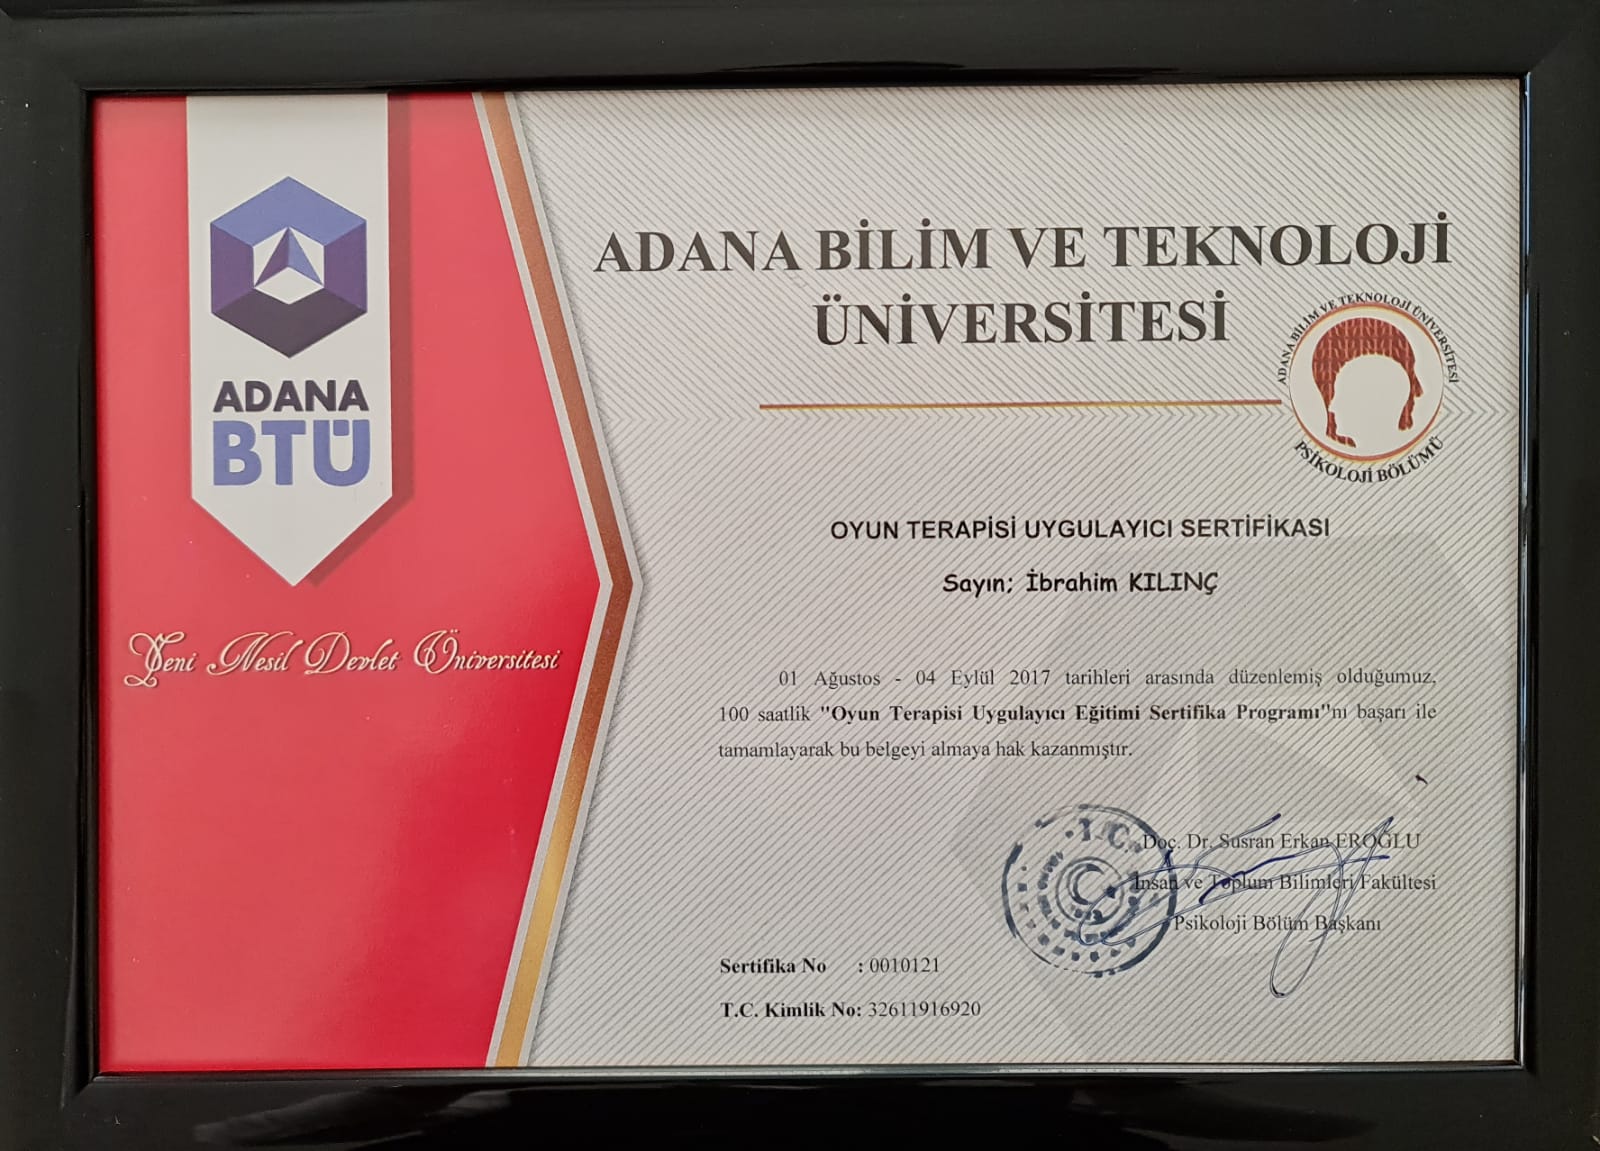 ADANA
BTÜ
Yeni Nesil Devlet Üniversitesi
ADANA BİLİM VE TEKNOLOJİ
ÜNİVERSİTESİ
ADANA BİLİM VE TEKNOLOJİ ÜNİVERSİTESİ
PSİKOLOJİ BÖLÜMÜ
OYUN TERAPİSİ UYGULAYICI SERTİFİKASI
Sayın; İbrahim KILINÇ
01 Ağustos - 04 Eylül 2017 tarihleri arasında düzenlemiş olduğumuz,
100 saatlik "Oyun Terapisi Uygulayıcı Eğitimi Sertifika Programı"nı başarı ile
tamamlayarak bu belgeyi almaya hak kazanmıştır.
T.C.
Doç. Dr. Susran Erkan EROĞLU
İnsan ve Toplum Bilimleri Fakültesi
Psikoloji Bölüm Başkanı
Sertifika No : 0010121
T.C. Kimlik No: 32611916920